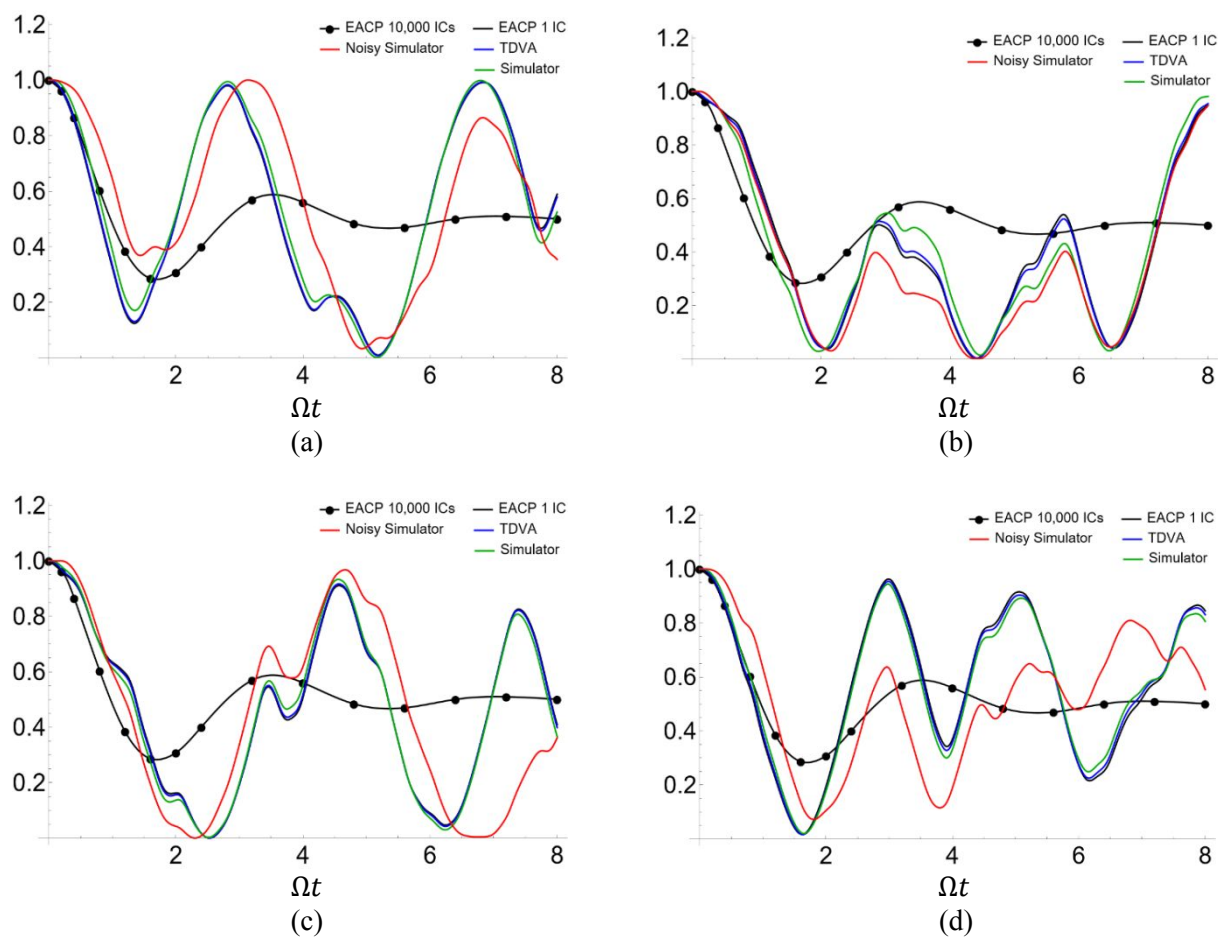 1.2
EACP 10,000 ICs EACP 1 IC
Noisy Simulator TDVA
Simulator
1.0
0.8
0.6
0.4
0.2
2 4 6 8
Ωt
(a)
1.2
EACP 10,000 ICs EACP 1 IC
Noisy Simulator TDVA
Simulator
1.0
0.8
0.6
0.4
0.2
2 4 6 8
Ωt
(b)
1.2
EACP 10,000 ICs EACP 1 IC
Noisy Simulator TDVA
Simulator
1.0
0.8
0.6
0.4
0.2
2 4 6 8
Ωt
(c)
1.2
EACP 10,000 ICs EACP 1 IC
Noisy Simulator TDVA
Simulator
1.0
0.8
0.6
0.4
0.2
2 4 6 8
Ωt
(d)